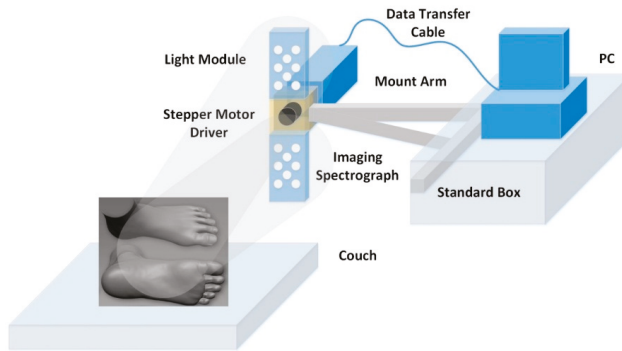 Data Transfer
Cable
Light Module
PC
Mount Arm
Stepper Motor
Driver
Imaging
Spectrograph
Standard Box
Couch